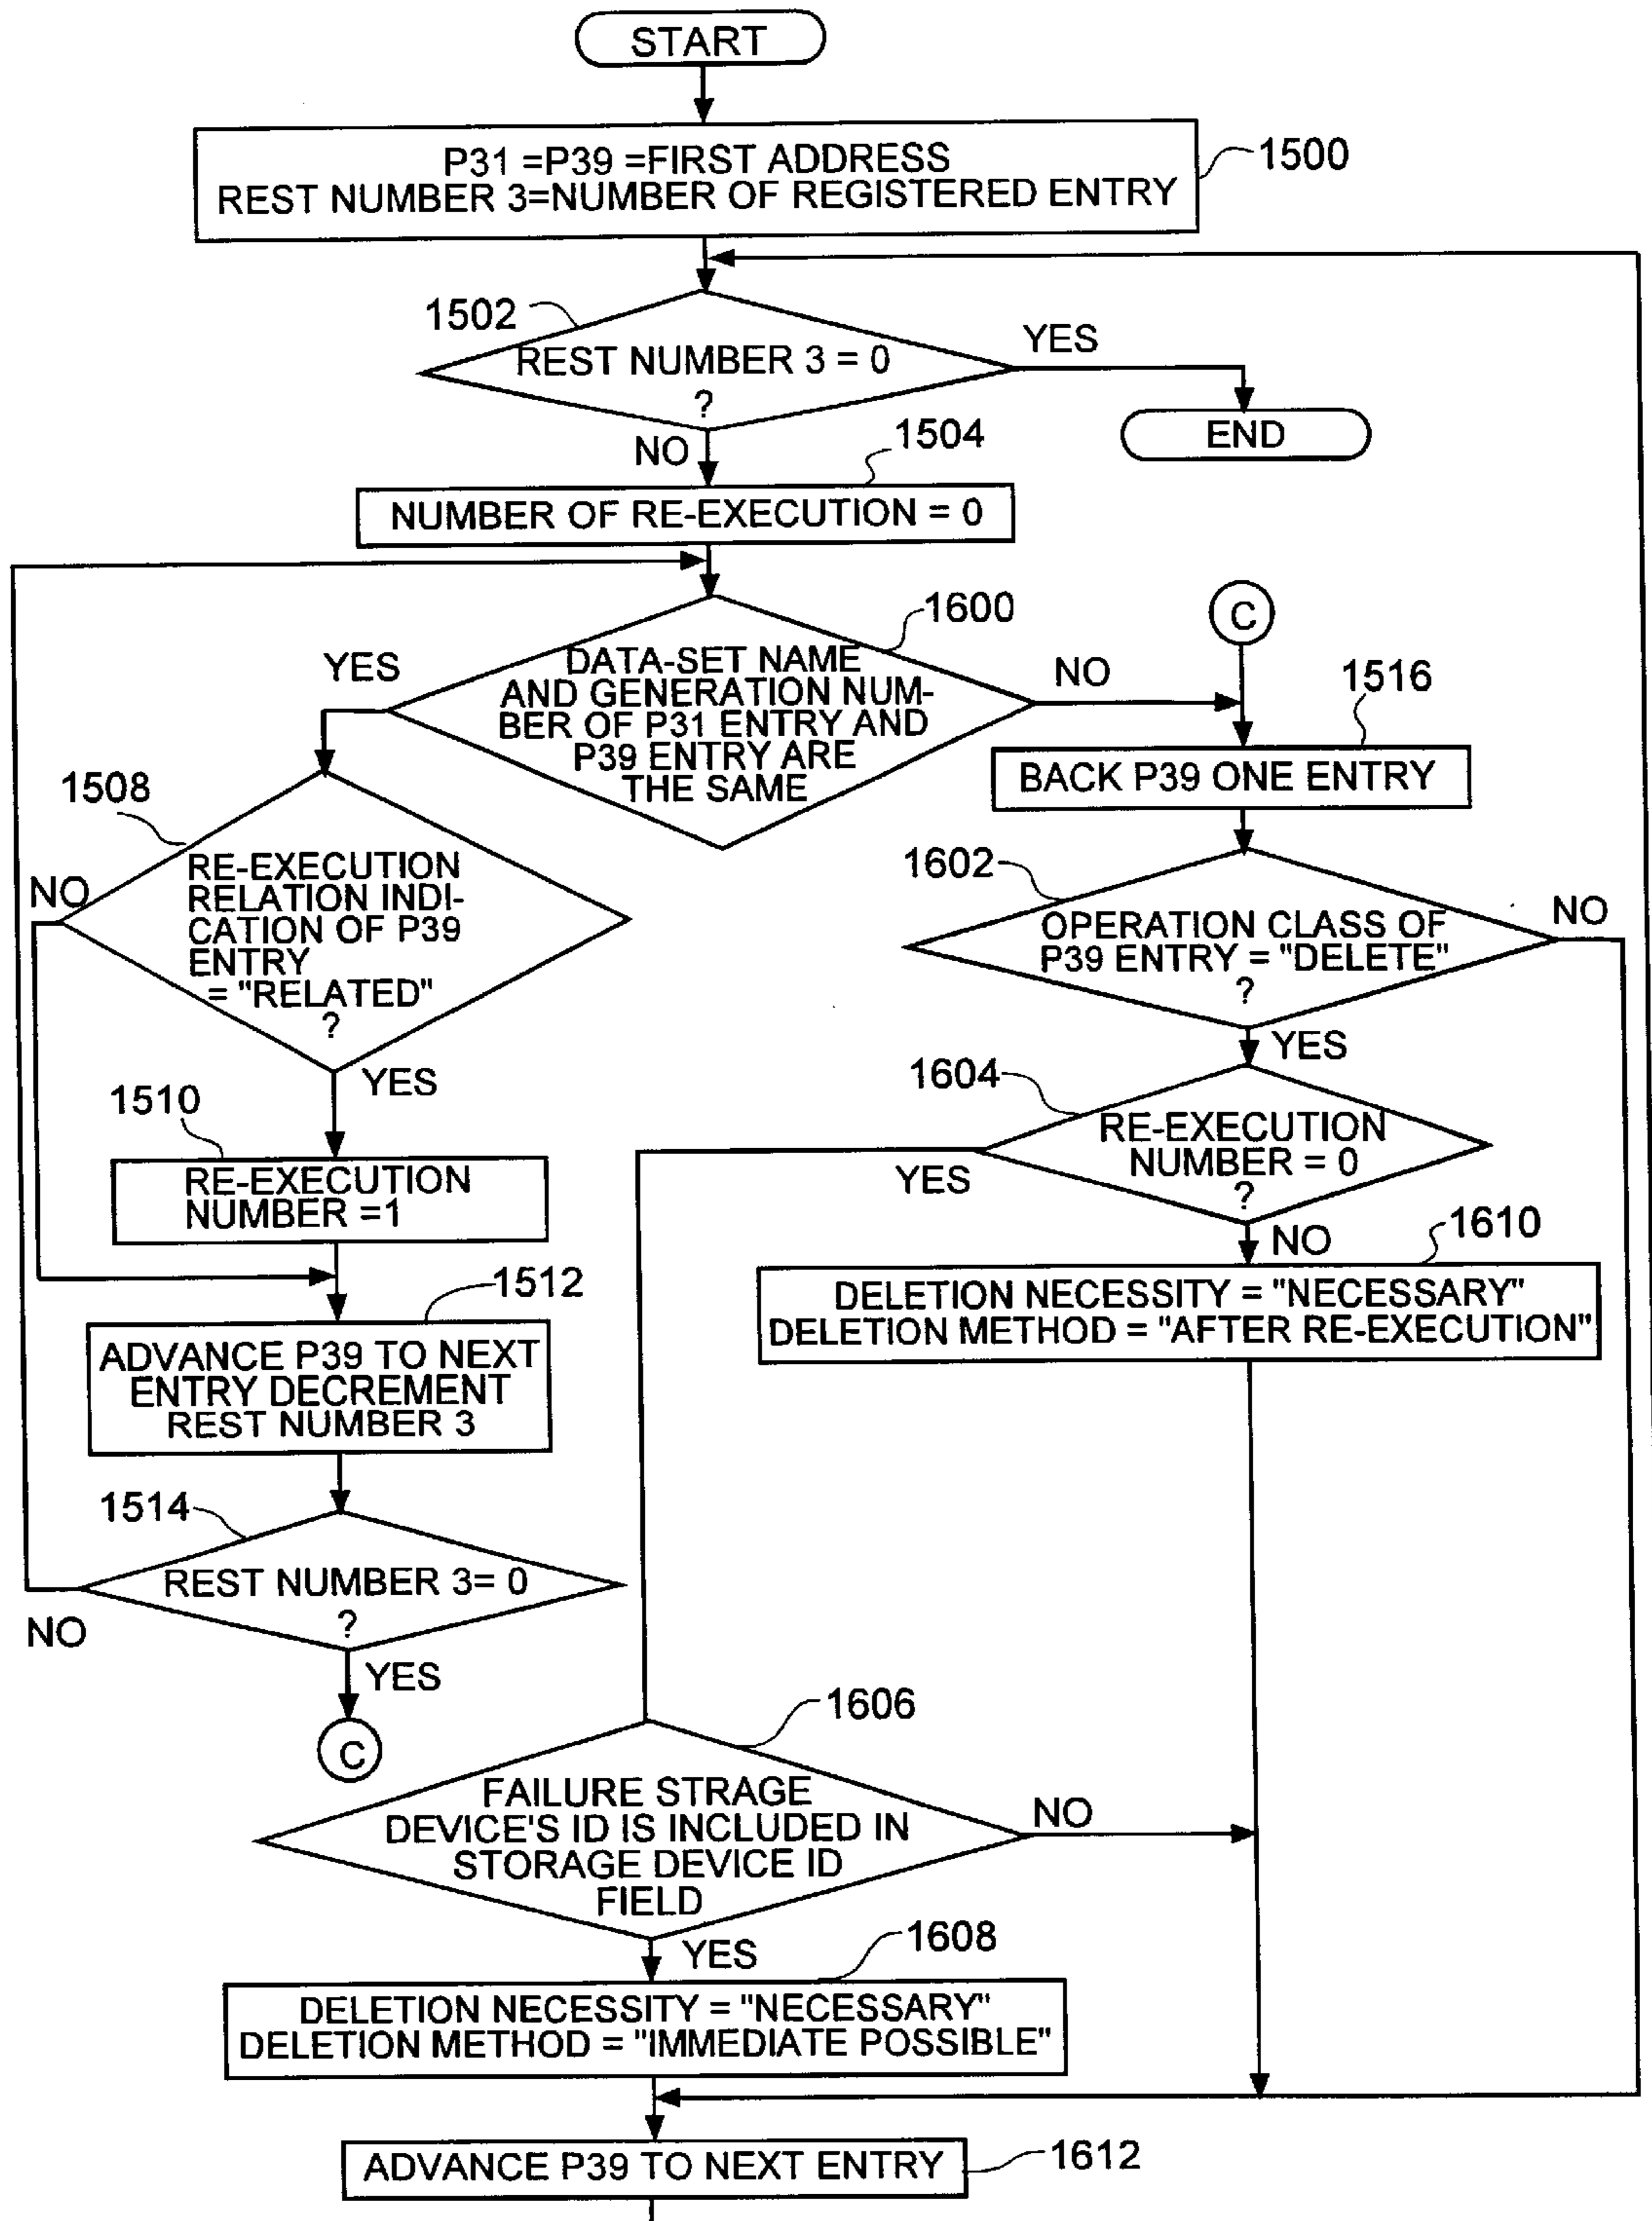 START
P31 =P39 =FIRST ADDRESS
REST NUMBER 3=NUMBER OF REGISTERED ENTRY
1500
1502
REST NUMBER 3 = 0
?
YES
END
NO
1504
NUMBER OF RE-EXECUTION = 0
1600
DATA-SET NAME
AND GENERATION NUM-
BER OF P31 ENTRY AND
P39 ENTRY ARE
THE SAME
YES
NO
C
1516
BACK P39 ONE ENTRY
1508
RE-EXECUTION
RELATION INDI-
CATION OF P39
ENTRY
= "RELATED"
?
NO
YES
1602
OPERATION CLASS OF
P39 ENTRY = "DELETE"
?
NO
YES
1604
RE-EXECUTION
NUMBER = 0
?
YES
NO
1510
RE-EXECUTION
NUMBER =1
1610
DELETION NECESSITY = "NECESSARY"
DELETION METHOD = "AFTER RE-EXECUTION"
1512
ADVANCE P39 TO NEXT
ENTRY DECREMENT
REST NUMBER 3
1514
REST NUMBER 3= 0
?
NO
YES
C
1606
FAILURE STRAGE
DEVICE'S ID IS INCLUDED IN
STORAGE DEVICE ID
FIELD
NO
YES
1608
DELETION NECESSITY = "NECESSARY"
DELETION METHOD = "IMMEDIATE POSSIBLE"
ADVANCE P39 TO NEXT ENTRY
1612